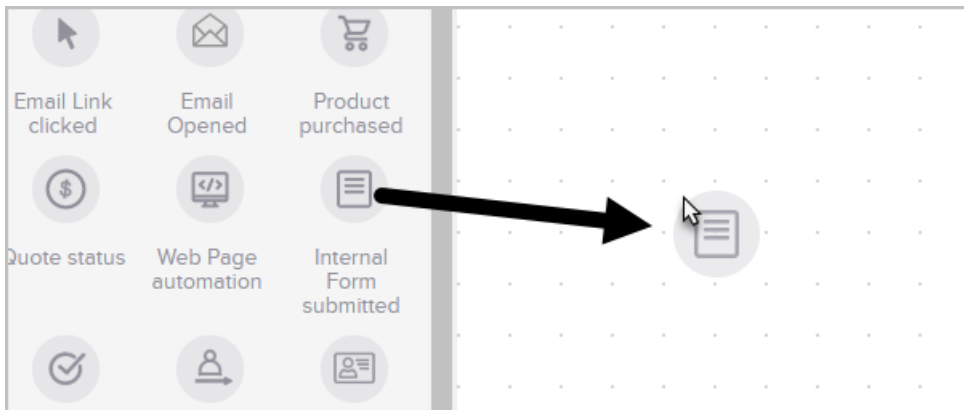 Email Link
clicked
Email
Opened
Product
purchased
Quote status
Web Page
automation
Internal
Form
submitted